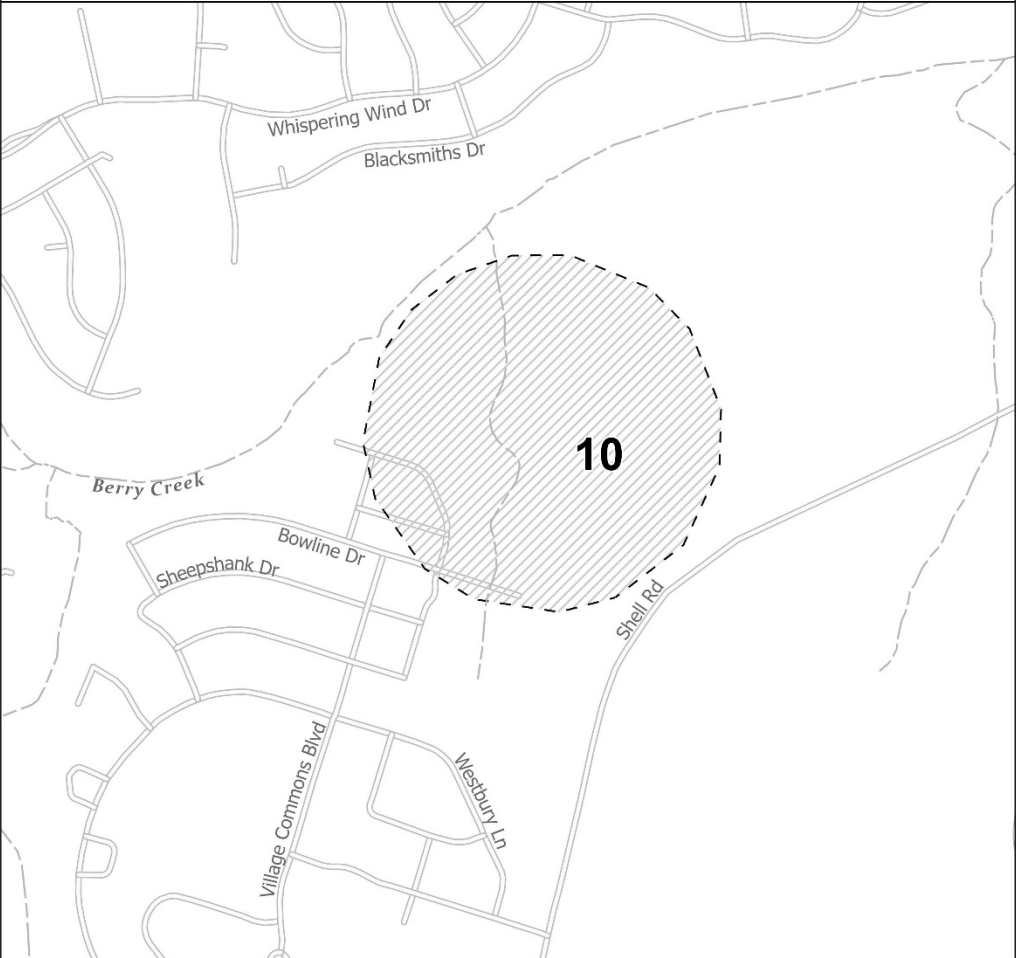 Whispering Wind Dr
Blacksmiths Dr
10
Berry Creek
Bowline Dr
Sheepshank Dr
Shell Rd
Village Commons Blvd
Westbury Ln